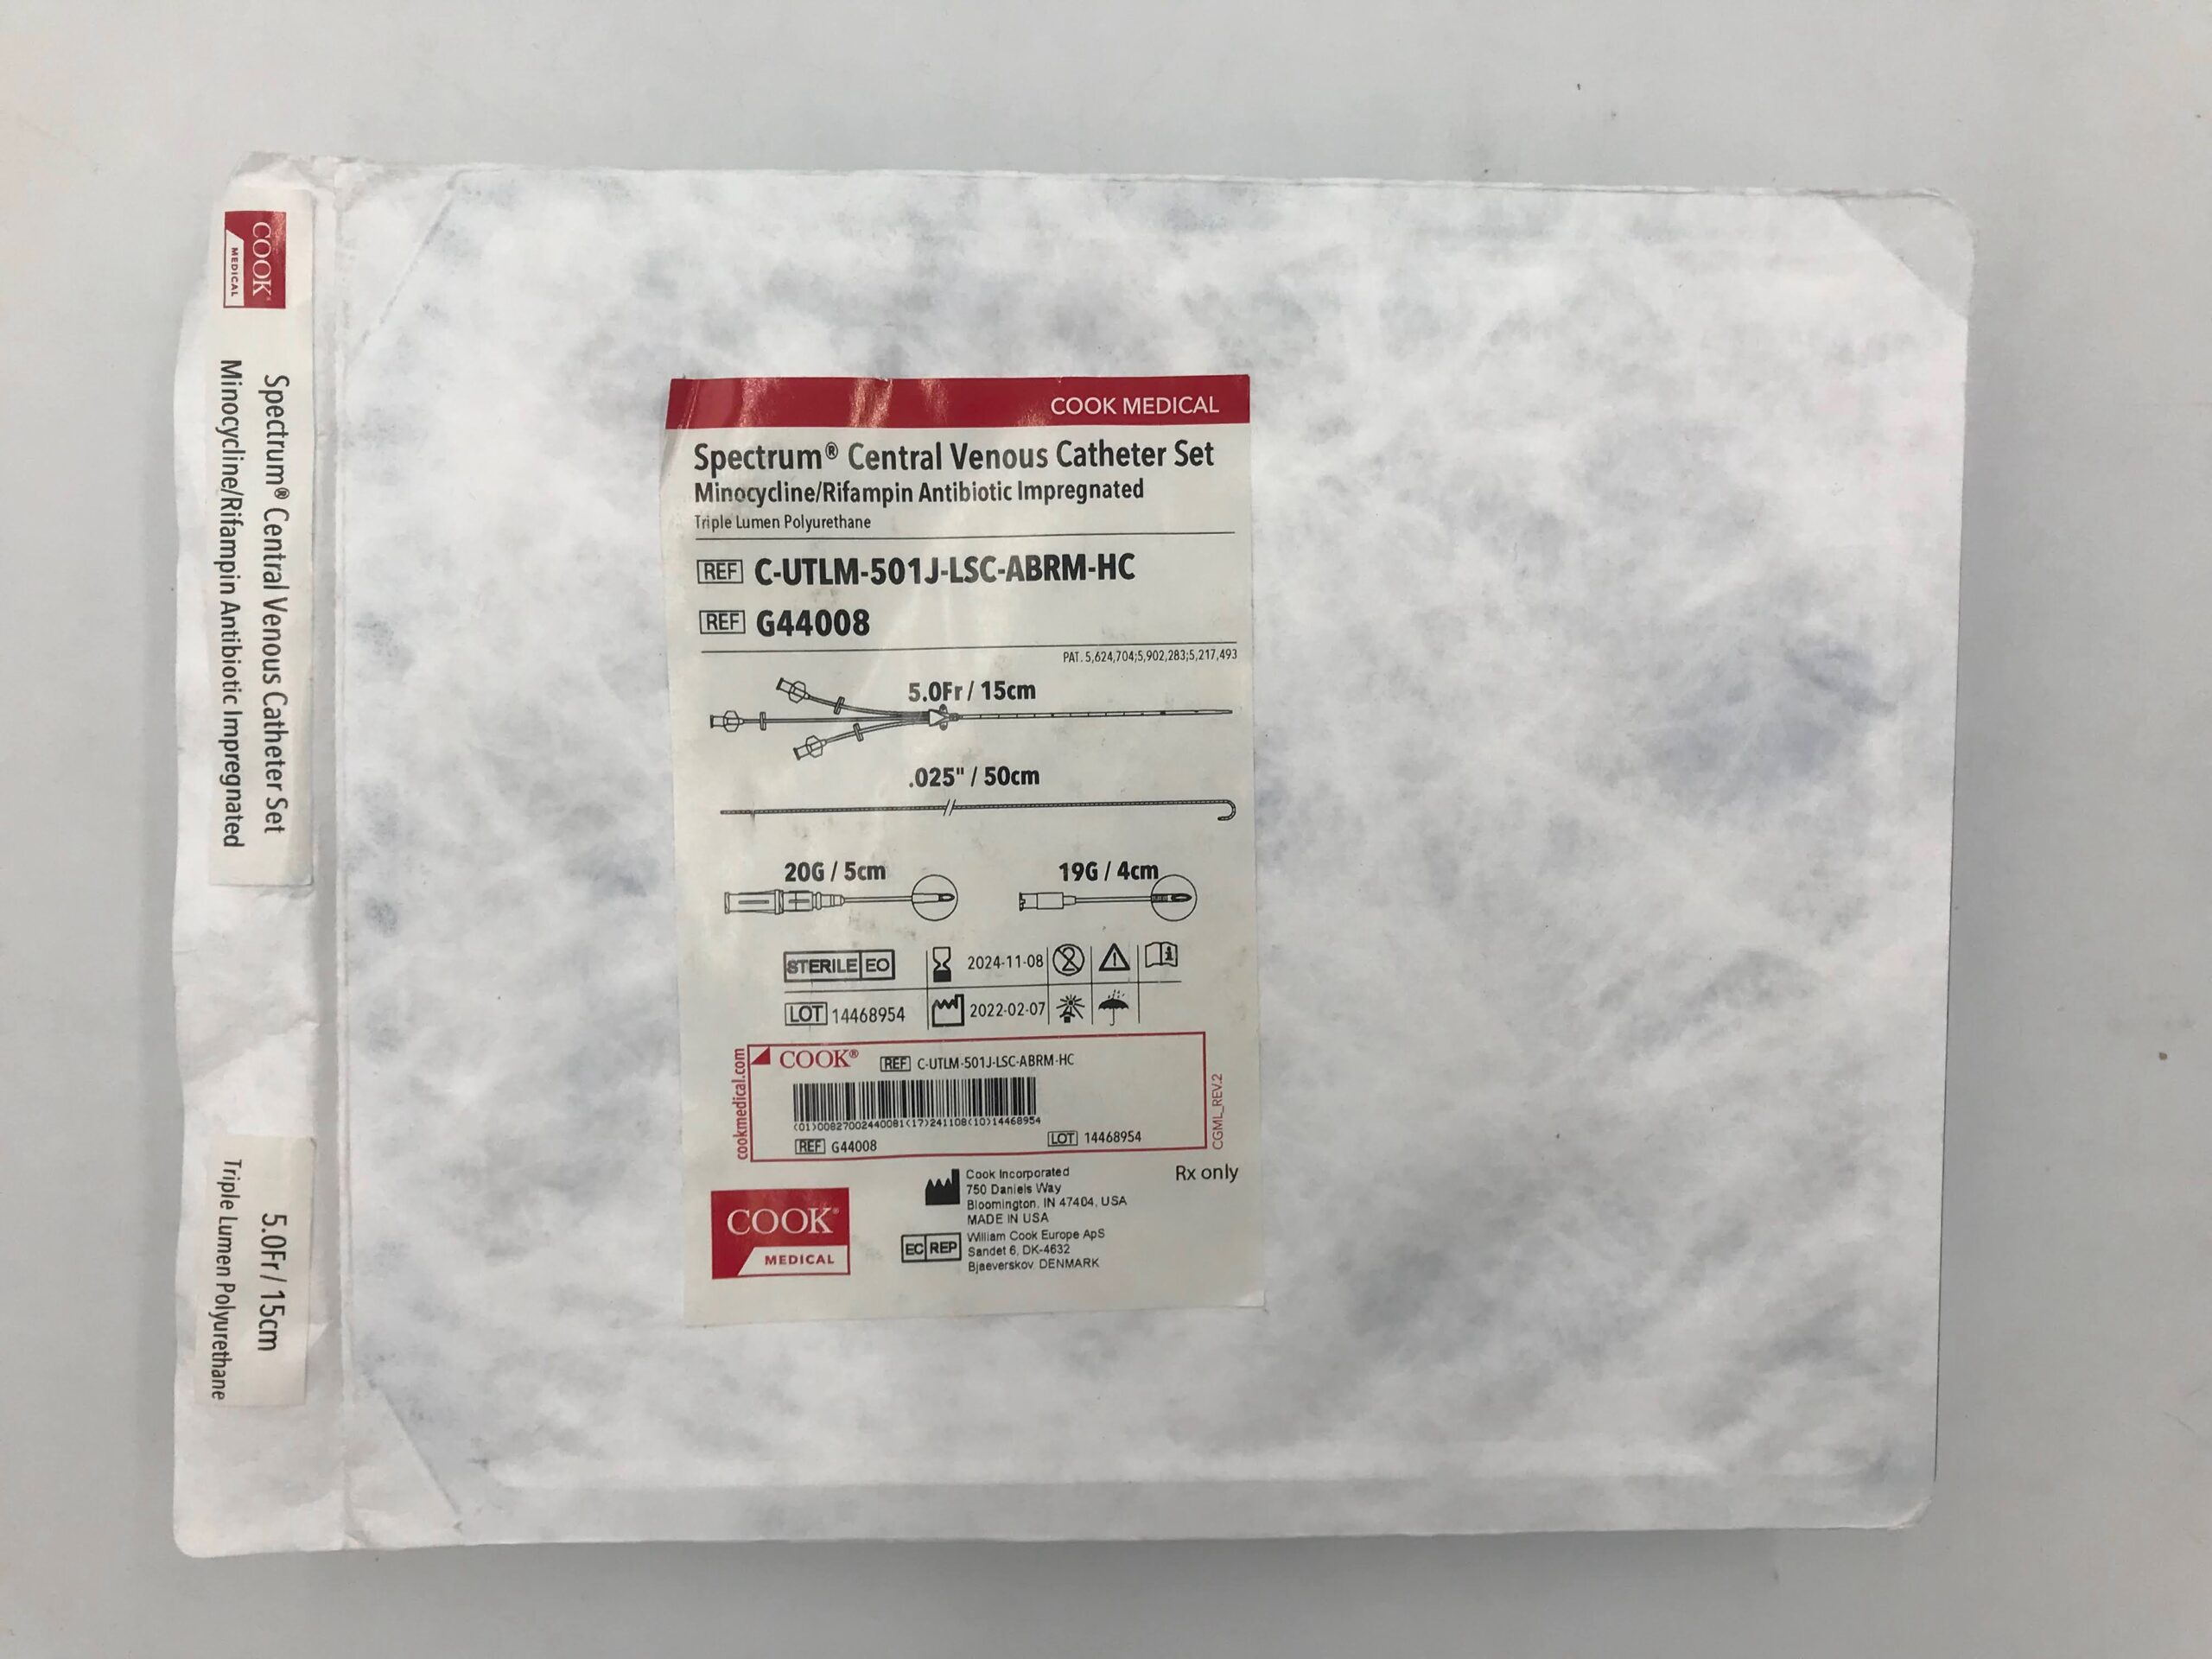 COOK®
MEDICAL
Spectrum® Central Venous Catheter Set
Minocycline/Rifampin Antibiotic Impregnated
5.0Fr / 15cm
Triple Lumen Polyurethane
COOK MEDICAL
Spectrum® Central Venous Catheter Set
Minocycline/Rifampin Antibiotic Impregnated
Triple Lumen Polyurethane
REF C-UTLM-501J-LSC-ABRM-HC
REF G44008
PAT. 5,624,704;5,902,283;5,217,493
5.0Fr / 15cm
.025" / 50cm
20G / 5cm 19G / 4cm
STERILE EO 2024-11-08 2
LOT 14468954 2022-02-07
cookmedical.com
COOK® REF C-UTLM-501J-LSC-ABRM-HC
(01)00827002440081(17)241108(10)14468954
REF G44008 LOT 14468954
CGML_REV.2
Rx only
Cook Incorporated
750 Daniels Way
Bloomington, IN 47404, USA
MADE IN USA
EC REP
William Cook Europe ApS
Sandet 6, DK-4632
Bjaeverskov, DENMARK
COOK®
MEDICAL